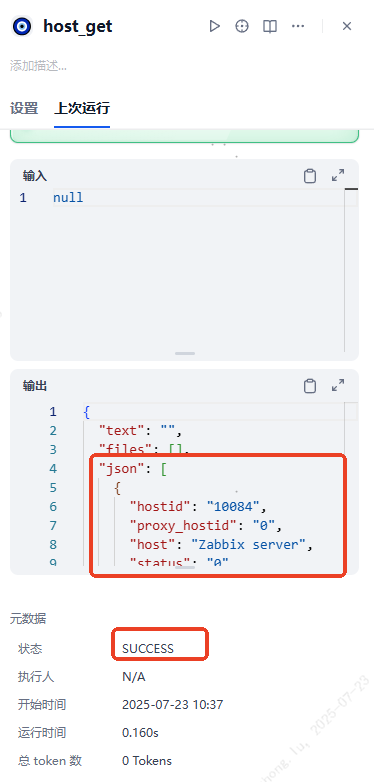 host_get
添加描述...
设置 上次运行
输入
1 null
输出
1 {
2 "text": "",
3 "files": [],
4 "json": [
5 {
6 "hostid": "10084",
7 "proxy_hostid": "0",
8 "host": "Zabbix server",
9 "status": "0"
元数据
状态 SUCCESS
执行人 N/A
开始时间 2025-07-23 10:37
运行时间 0.160s
总 token 数 0 Tokens
hong. lu, 2025-07-23